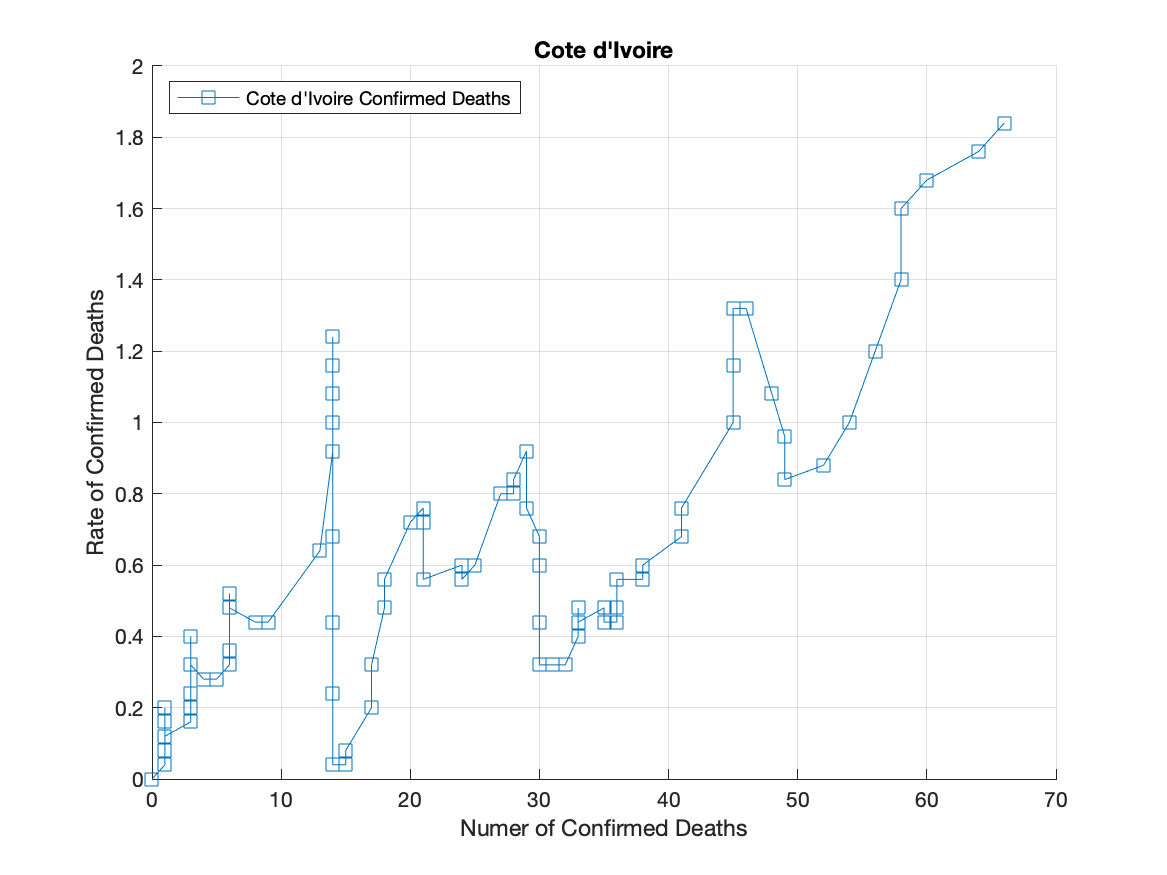 Cote d'Ivoire
Cote d'Ivoire Confirmed Deaths
2
1.8
1.6
1.4
1.2
1
0.8
0.6
0.4
0.2
0
Rate of Confirmed Deaths
0 10 20 30 40 50 60 70
Numer of Confirmed Deaths